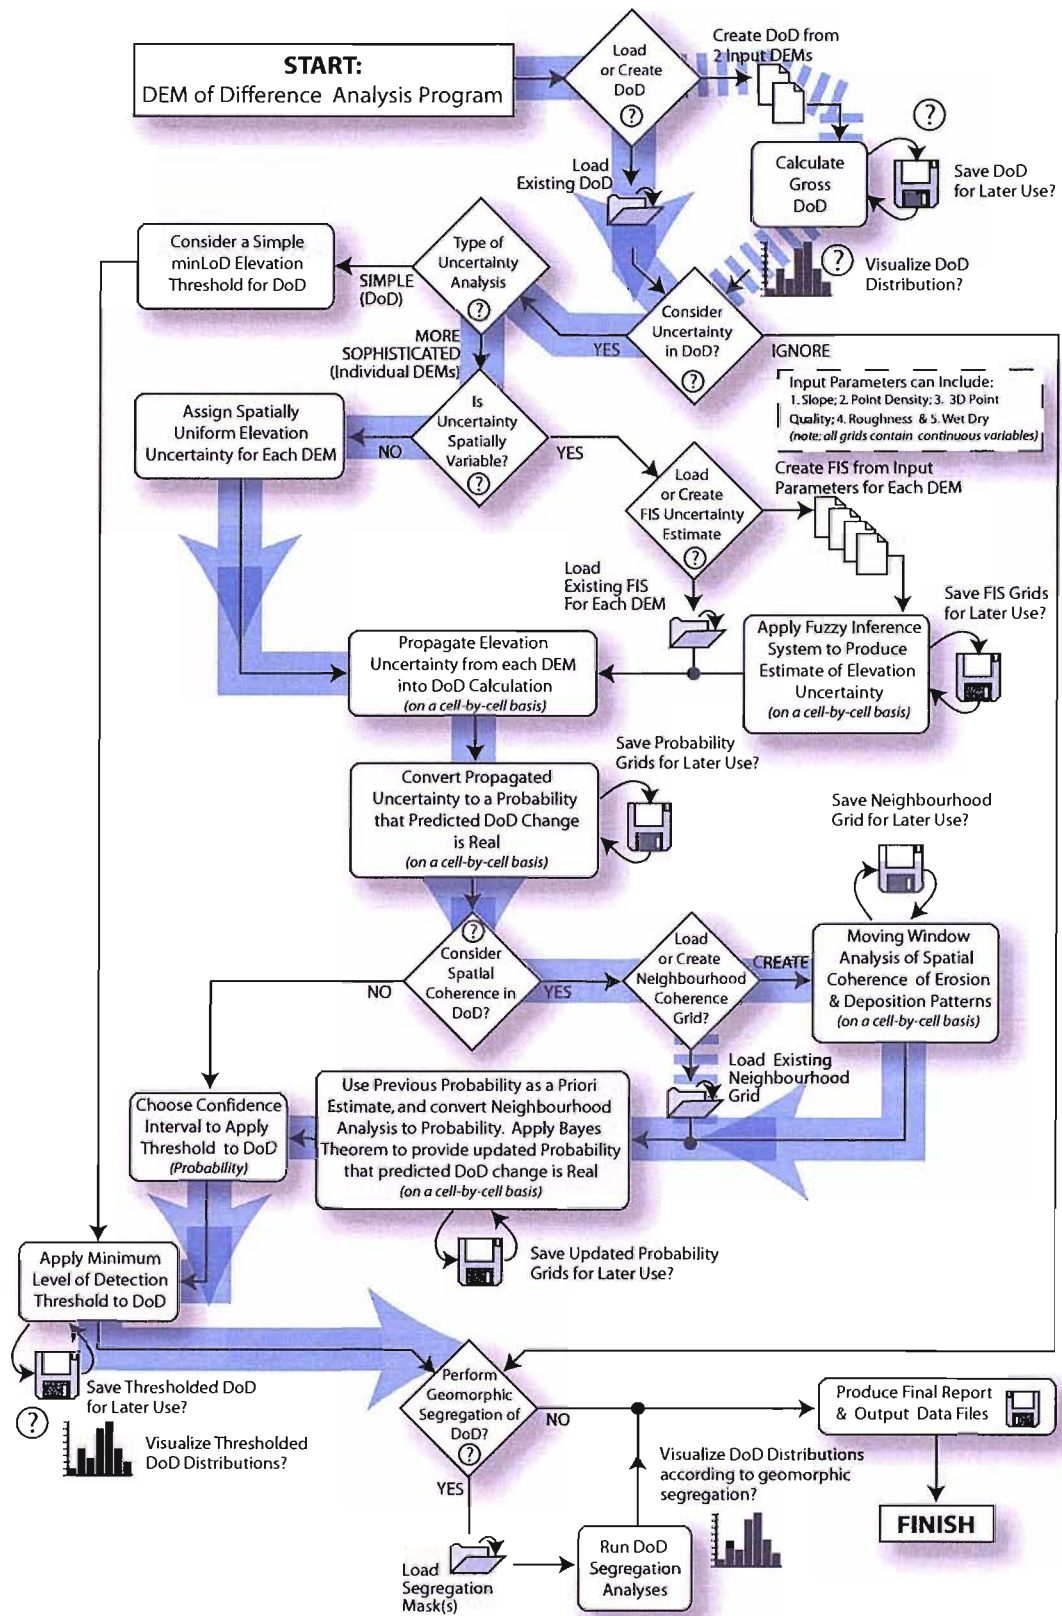 START:
DEM of Difference Analysis Program
Load
or Create
DoD
?
Create DoD from
2 Input DEMs
Load
Existing DoD
Calculate
Gross
DoD
?
Save DoD
for Later Use?
Consider a Simple
minLoD Elevation
Threshold for DoD
SIMPLE
(DoD)
Type of
Uncertainty
Analysis
?
?
Visualize DoD
Distribution?
Consider
Uncertainty
in DoD?
?
YES
IGNORE
MORE
SOPHISTICATED
(Individual DEMs)
Input Parameters can Include:
1. Slope; 2. Point Density; 3. 3D Point
Quality; 4. Roughness & 5. Wet Dry
(note: all grids contain continuous variables)
Assign Spatially
Uniform Elevation
Uncertainty for Each DEM
NO
Is
Uncertainty
Spatially
Variable?
?
YES
Load
or Create
FIS Uncertainty
Estimate
?
Create FIS from Input
Parameters for Each DEM
Load
Existing FIS
For Each DEM
Save FIS Grids
for Later Use?
Propagate Elevation
Uncertainty from each DEM
into DoD Calculation
(on a cell-by-cell basis)
Apply Fuzzy Inference
System to Produce
Estimate of Elevation
Uncertainty
(on a cell-by-cell basis)
Save Probability
Grids for Later Use?
Convert Propagated
Uncertainty to a Probability
that Predicted DoD Change
is Real
(on a cell-by-cell basis)
Save Neighbourhood
Grid for Later Use?
?
Consider
Spatial
Coherence in
DoD?
NO
YES
Load
or Create
Neighbourhood
Coherence
Grid?
CREATE
Moving Window
Analysis of Spatial
Coherence of Erosion
& Deposition Patterns
(on a cell-by-cell basis)
Load Existing
Neighbourhood
Grid
Choose Confidence
Interval to Apply
Threshold to DoD
(Probability)
Use Previous Probability as a Priori
Estimate, and convert Neighbourhood
Analysis to Probability. Apply Bayes
Theorem to provide updated Probability
that predicted DoD change is Real
(on a cell-by-cell basis)
Save Updated Probability
Grids for Later Use?
Apply Minimum
Level of Detection
Threshold to DoD
Save Thresholded DoD
for Later Use?
?
Visualize Thresholded
DoD Distributions?
Perform
Geomorphic
Segregation of
DoD?
?
NO
YES
Produce Final Report
& Output Data Files
Visualize DoD Distributions
according to geomorphic
segregation?
FINISH
Load
Segregation
Mask(s)
Run DoD
Segregation
Analyses